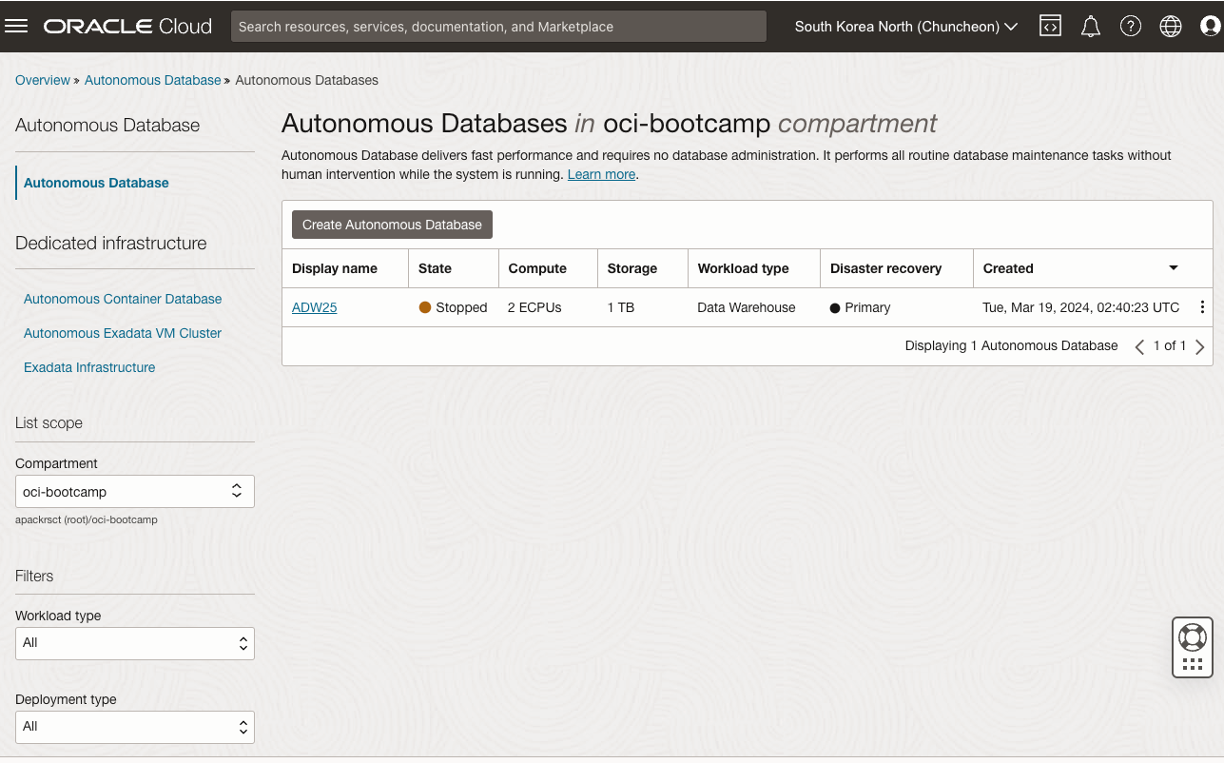 ORACLE Cloud
Search resources, services, documentation, and Marketplace
South Korea North (Chuncheon)
Overview » Autonomous Database » Autonomous Databases
Autonomous Database
Autonomous Database
Dedicated infrastructure
Autonomous Container Database
Autonomous Exadata VM Cluster
Exadata Infrastructure
List scope
Compartment
oci-bootcamp
apackrsct (root)/oci-bootcamp
Filters
Workload type
All
Deployment type
All
Autonomous Databases in oci-bootcamp compartment
Autonomous Database delivers fast performance and requires no database administration. It performs all routine database maintenance tasks without
human intervention while the system is running. Learn more.
Create Autonomous Database
Display name State Compute Storage Workload type Disaster recovery Created
ADW25 Stopped 2 ECPUs 1 TB Data Warehouse Primary Tue, Mar 19, 2024, 02:40:23 UTC
Displaying 1 Autonomous Database 1 of 1